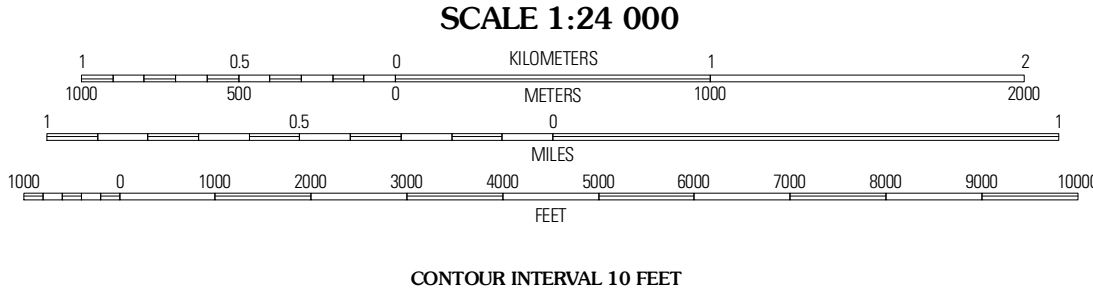 SCALE 1:24 000
1 0.5 0 KILOMETERS 1 2
1000 500 0 METERS 1000 2000
1 0.5 0 1
MILES
1000 0 1000 2000 3000 4000 5000 6000 7000 8000 9000 10000
FEET
CONTOUR INTERVAL 10 FEET